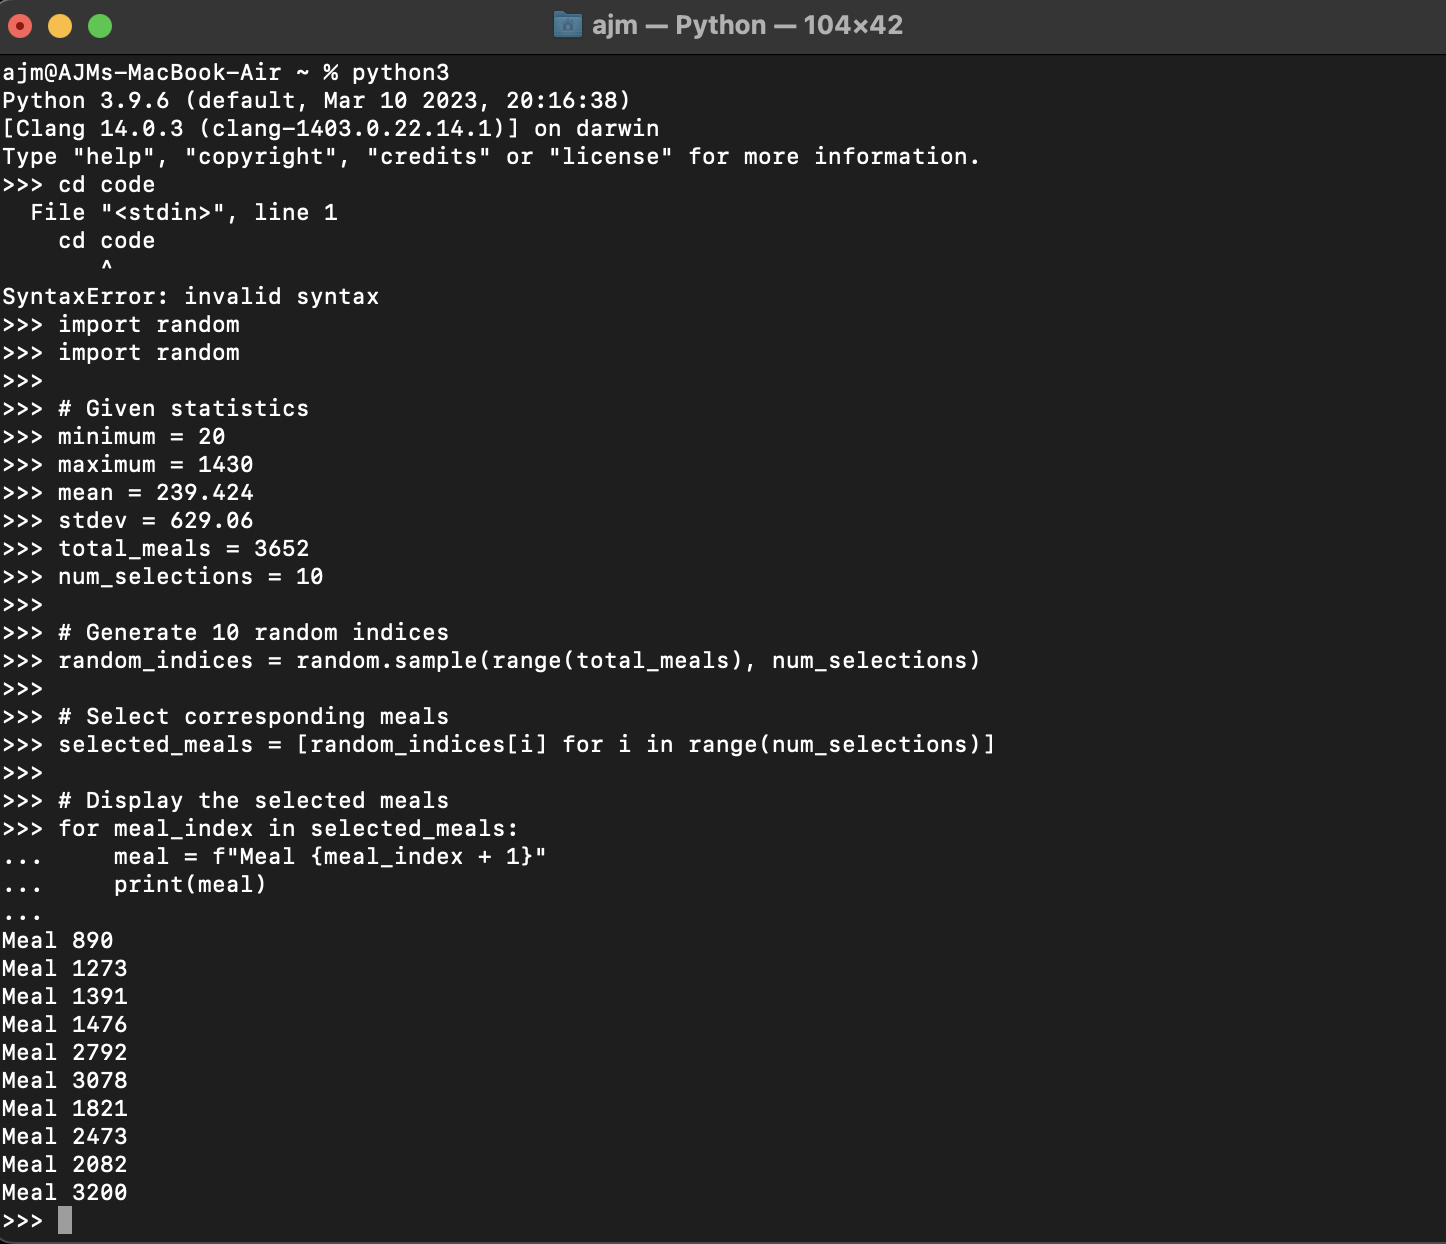 ajm — Python — 104×42
ajm@AJMs-MacBook-Air ~ % python3
Python 3.9.6 (default, Mar 10 2023, 20:16:38)
[Clang 14.0.3 (clang-1403.0.22.14.1)] on darwin
Type "help", "copyright", "credits" or "license" for more information.
>>> cd code
  File "<stdin>", line 1
    cd code
       ^
SyntaxError: invalid syntax
>>> import random
>>> import random
>>>
>>> # Given statistics
>>> minimum = 20
>>> maximum = 1430
>>> mean = 239.424
>>> stdev = 629.06
>>> total_meals = 3652
>>> num_selections = 10
>>>
>>> # Generate 10 random indices
>>> random_indices = random.sample(range(total_meals), num_selections)
>>>
>>> # Select corresponding meals
>>> selected_meals = [random_indices[i] for i in range(num_selections)]
>>>
>>> # Display the selected meals
>>> for meal_index in selected_meals:
...     meal = f"Meal {meal_index + 1}"
...     print(meal)
...
Meal 890
Meal 1273
Meal 1391
Meal 1476
Meal 2792
Meal 3078
Meal 1821
Meal 2473
Meal 2082
Meal 3200
>>>